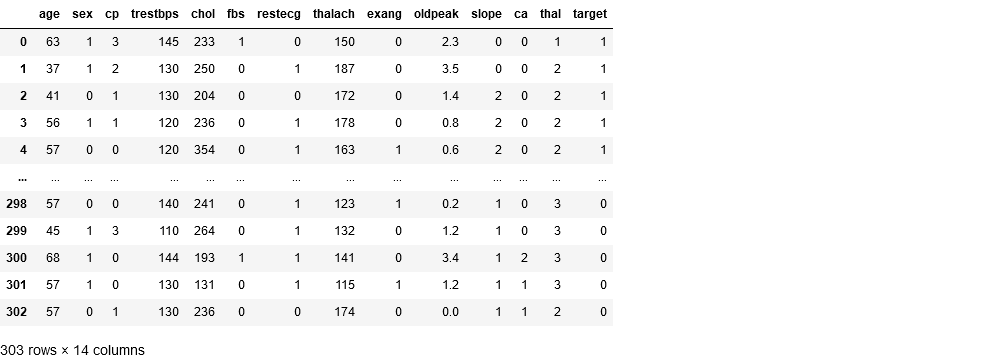 age sex cp trestbps chol fbs restecg thalach exang oldpeak slope ca thal target
0 63 1 3 145 233 1 0 150 0 2.3 0 0 1 1
1 37 1 2 130 250 0 1 187 0 3.5 0 0 2 1
2 41 0 1 130 204 0 0 172 0 1.4 2 0 2 1
3 56 1 1 120 236 0 1 178 0 0.8 2 0 2 1
4 57 0 0 120 354 0 1 163 1 0.6 2 0 2 1
... ... ... ... ... ... ... ... ... ... ... ... ... ... ...
298 57 0 0 140 241 0 1 123 1 0.2 1 0 3 0
299 45 1 3 110 264 0 1 132 0 1.2 1 0 3 0
300 68 1 0 144 193 1 1 141 0 3.4 1 2 3 0
301 57 1 0 130 131 0 1 115 1 1.2 1 1 3 0
302 57 0 1 130 236 0 0 174 0 0.0 1 1 2 0
303 rows × 14 columns